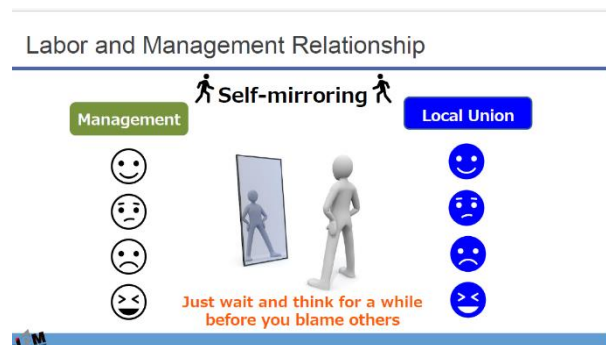 Labor and Management Relationship
Self-mirroring
Management
Local Union
Just wait and think for a while
before you blame others